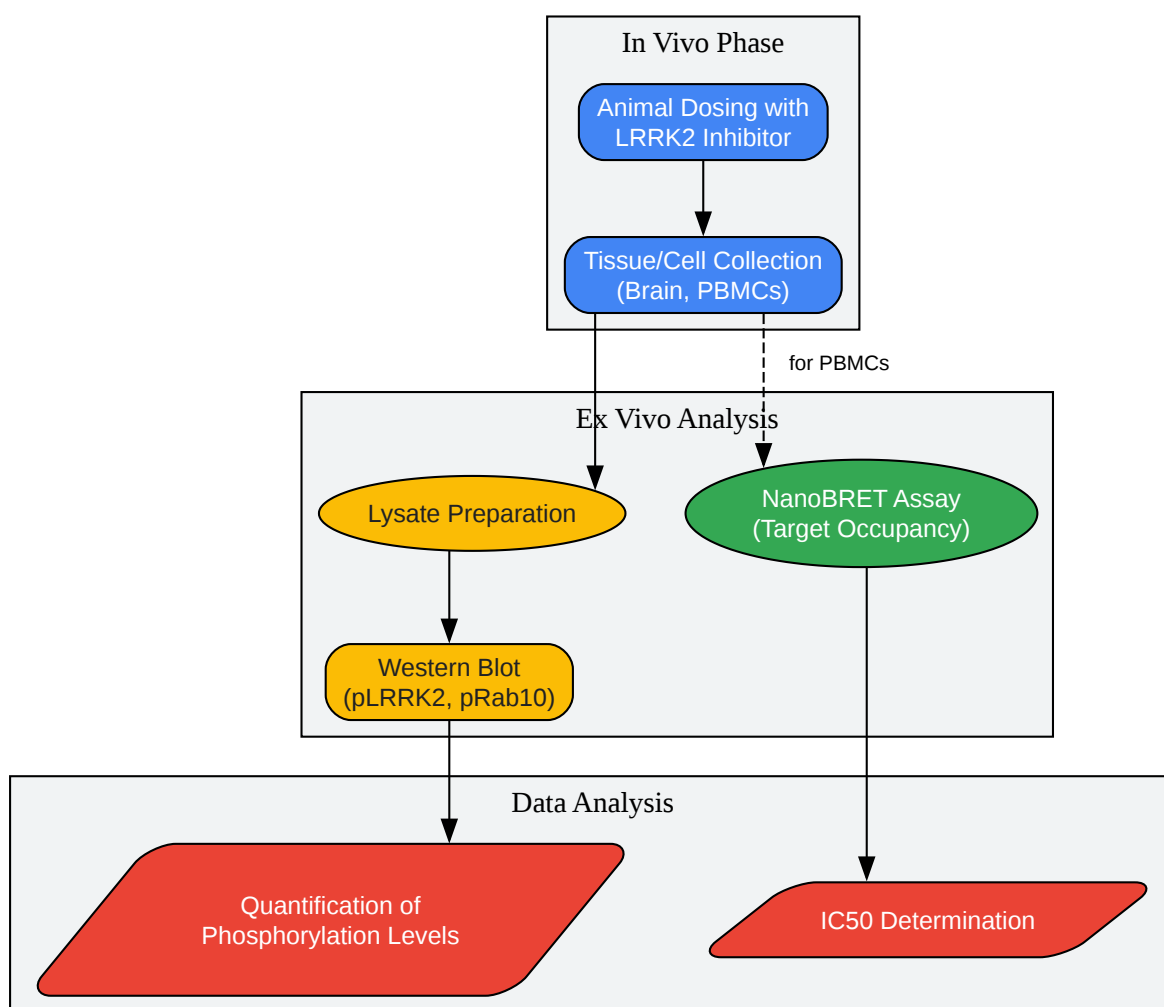 In Vivo Phase
Animal Dosing with
LRRK2 Inhibitor
Tissue/Cell Collection
(Brain, PBMCs)
for PBMCs
Ex Vivo Analysis
Lysate Preparation
NanoBRET Assay
(Target Occupancy)
Western Blot
(pLRRK2, pRab10)
Data Analysis
Quantification of
Phosphorylation Levels
IC50 Determination